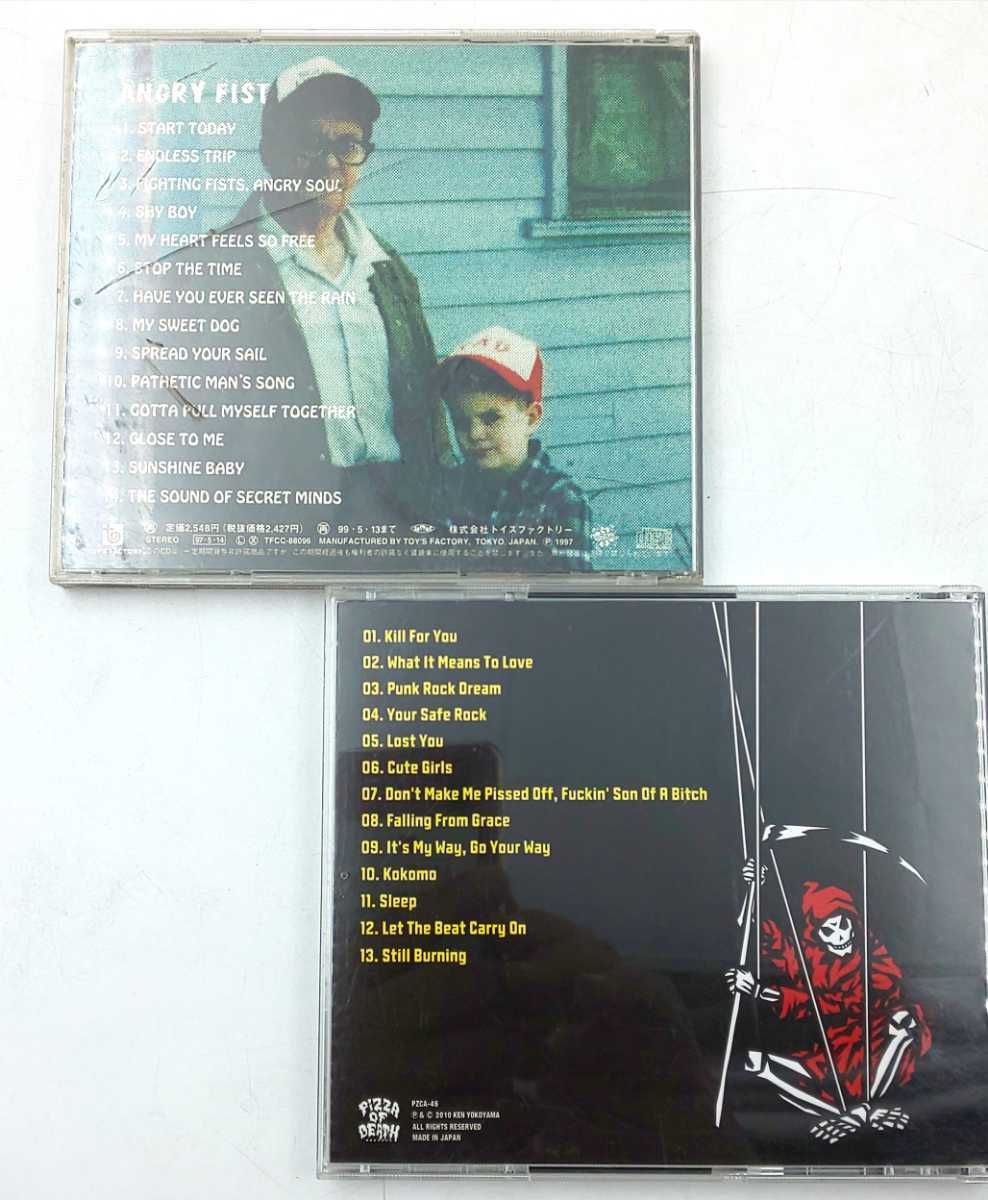 ANGRY FIST
1. START TODAY
2. ENDLESS TRIP
3. FIGHTING FISTS, ANGRY SOUL
4. SHY BOY
5. MY HEART FEELS SO FREE
6. STOP THE TIME
7. HAVE YOU EVER SEEN THE RAIN
8. MY SWEET DOG
9. SPREAD YOUR SAIL
10. PATHETIC MAN'S SONG
11. GOTTA PULL MYSELF TOGETHER
12. CLOSE TO ME
13. SUNSHINE BABY
14. THE SOUND OF SECRET MINDS
定価2,548円(税抜価格2,427円) 再 99・5・13まで 株式会社トイズファクトリー
STEREO 97・5・14 L X TFCC-88096 MANUFACTURED BY TOY'S FACTORY, TOKYO, JAPAN. Ⓟ 1997
01. Kill For You
02. What It Means To Love
03. Punk Rock Dream
04. Your Safe Rock
05. Lost You
06. Cute Girls
07. Don't Make Me Pissed Off, Fuckin' Son Of A Bitch
08. Falling From Grace
09. It's My Way, Go Your Way
10. Kokomo
11. Sleep
12. Let The Beat Carry On
13. Still Burning
PIZZA
OF
DEATH
PZCA-46
Ⓟ & © 2010 KEN YOKOYAMA
ALL RIGHTS RESERVED
MADE IN JAPAN